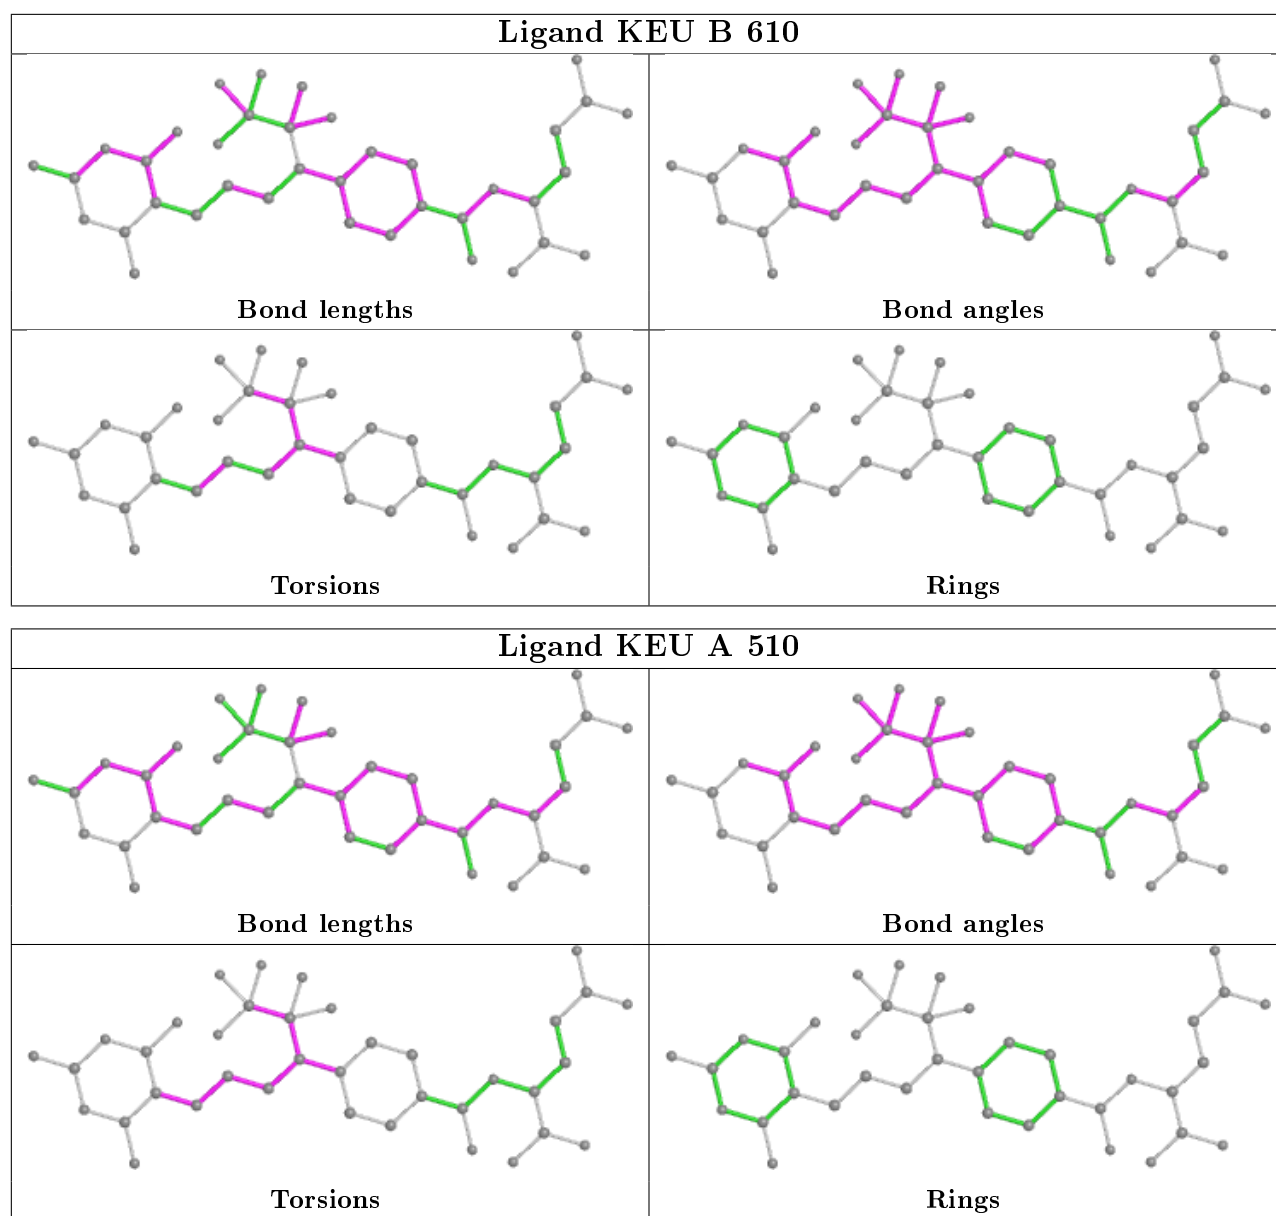 Ligand KEU B 610
Bond lengths
Bond angles
Torsions
Rings
Ligand KEU A 510
Bond lengths
Bond angles
Torsions
Rings